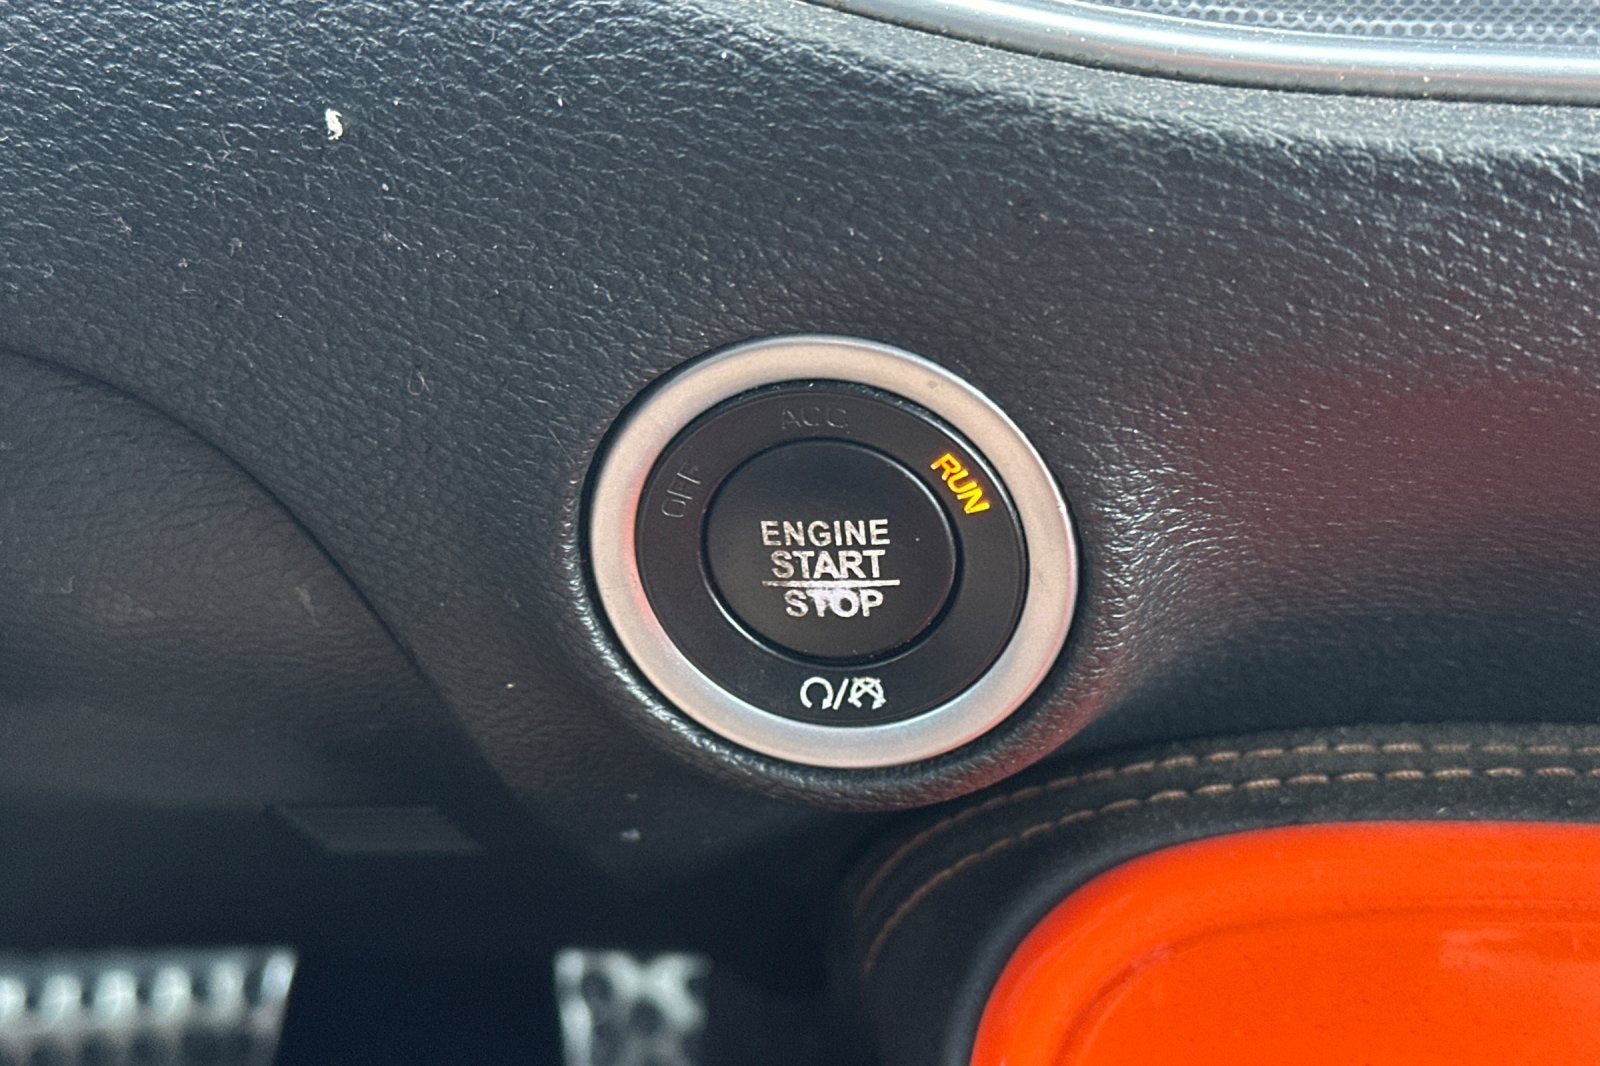 ACC
OFF
RUN
ENGINE
START
STOP